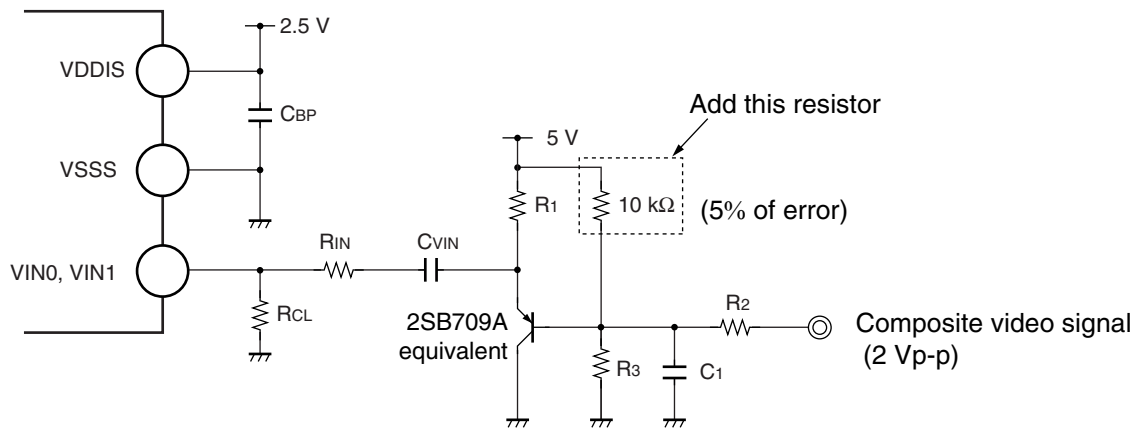 2.5 V
VDDIS
CBP
VSSS
VIN0, VIN1
RCL
RIN
CVIN
5 V
R1
10 kΩ
Add this resistor
(5% of error)
2SB709A
equivalent
R3
C1
R2
Composite video signal
(2 Vp-p)